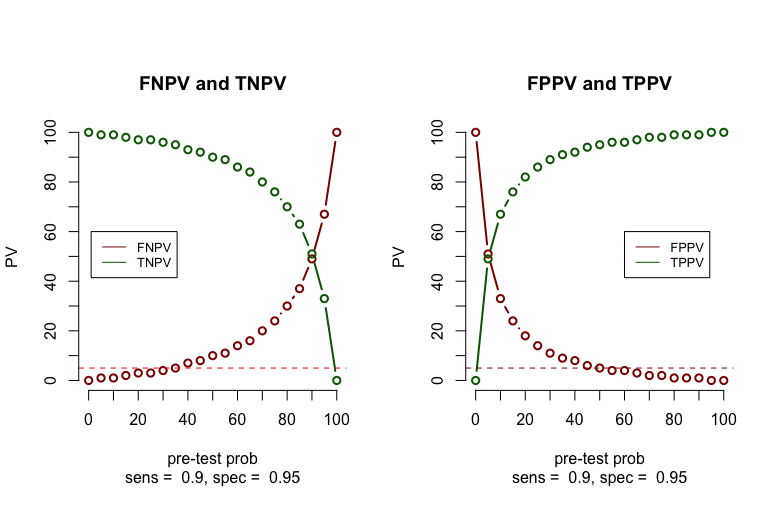 FNPV and TNPV
PV
100
80
60
40
20
0
FNPV
TNPV
0 20 40 60 80 100
pre-test prob
sens =  0.9, spec =  0.95
FPPV and TPPV
PV
100
80
60
40
20
0
FPPV
TPPV
0 20 40 60 80 100
pre-test prob
sens =  0.9, spec =  0.95